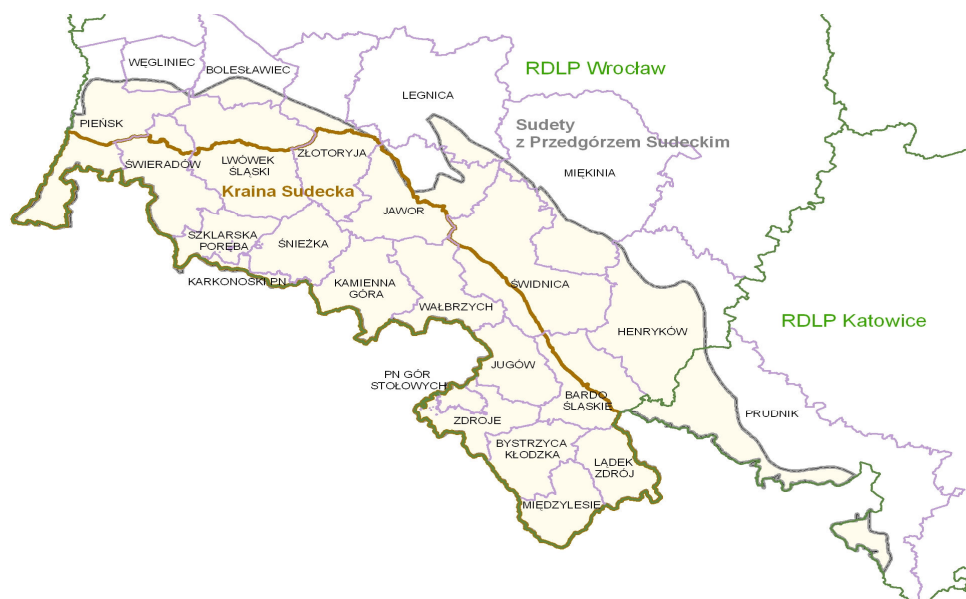 WĘGLINIEC
BOLESŁAWIEC
RDLP Wrocław
LEGNICA
PIEŃSK
Sudety
z Przedgórzem Sudeckim
ZŁOTORYJA
ŚWIERADÓW
LWÓWEK
ŚLĄSKI
MIĘKINIA
Kraina Sudecka
JAWOR
SZKLARSKA
PORĘBA
ŚNIEŻKA
KARKONOSKI PN
KAMIENNA
GÓRA
ŚWIDNICA
WAŁBRZYCH
RDLP Katowice
HENRYKÓW
JUGÓW
PN GÓR
STOŁOWYCH
BARDO
ŚLĄSKIE
PRUDNIK
ZDROJE
BYSTRZYCA
KŁODZKA
LĄDEK
ZDRÓJ
MIĘDZYLESIE